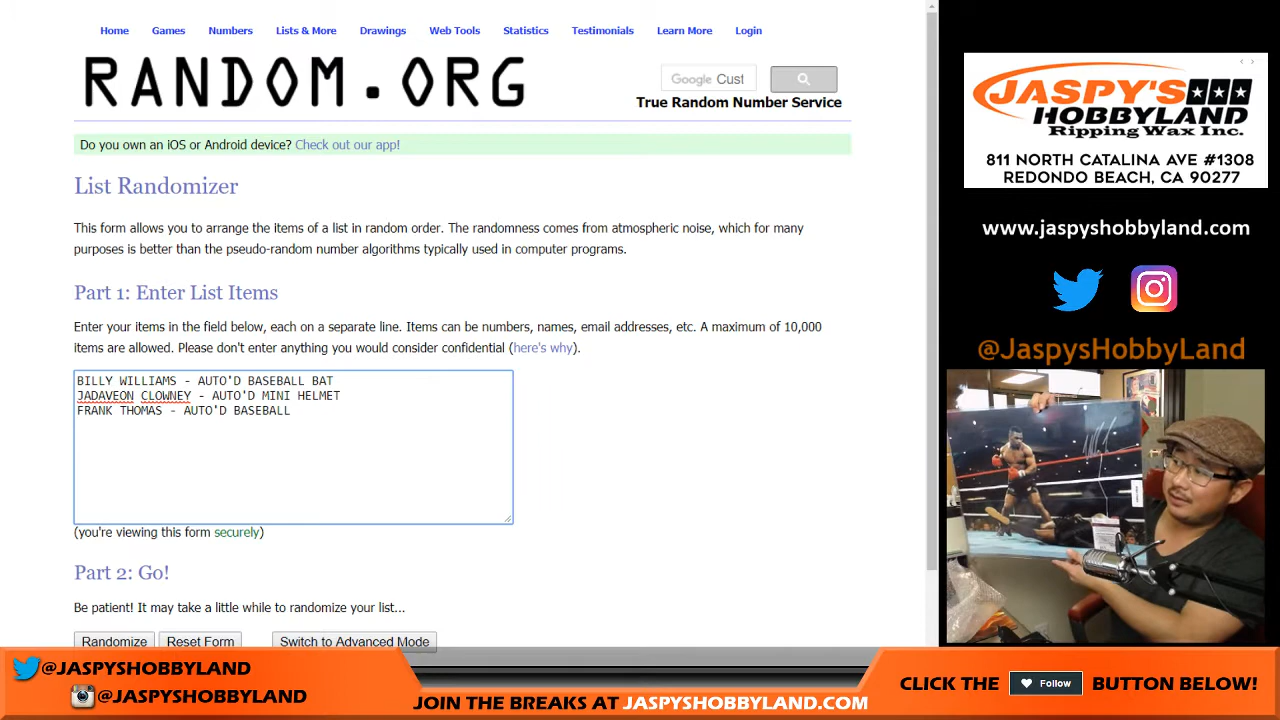 Home Games Numbers Lists & More Drawings Web Tools Statistics Testimonials Learn More Login
RANDOM.ORG
Google Cust
True Random Number Service
Do you own an iOS or Android device? Check out our app!
List Randomizer
This form allows you to arrange the items of a list in random order. The randomness comes from atmospheric noise, which for many
purposes is better than the pseudo-random number algorithms typically used in computer programs.
Part 1: Enter List Items
Enter your items in the field below, each on a separate line. Items can be numbers, names, email addresses, etc. A maximum of 10,000
items are allowed. Please don't enter anything you would consider confidential (here's why).
BILLY WILLIAMS - AUTO'D BASEBALL BAT
JADAVEON CLOWNEY - AUTO'D MINI HELMET
FRANK THOMAS - AUTO'D BASEBALL
(you're viewing this form securely)
Part 2: Go!
Be patient! It may take a little while to randomize your list...
Randomize Reset Form Switch to Advanced Mode
JASPY'S
HOBBYLAND
Ripping Wax Inc.
811 NORTH CATALINA AVE #1308
REDONDO BEACH, CA 90277
www.jaspyshobbyland.com
@JaspysHobbyLand
@JASPYSHOBBYLAND
@JASPYSHOBBYLAND
JOIN THE BREAKS AT JASPYSHOBBYLAND.COM
CLICK THE Follow BUTTON BELOW!